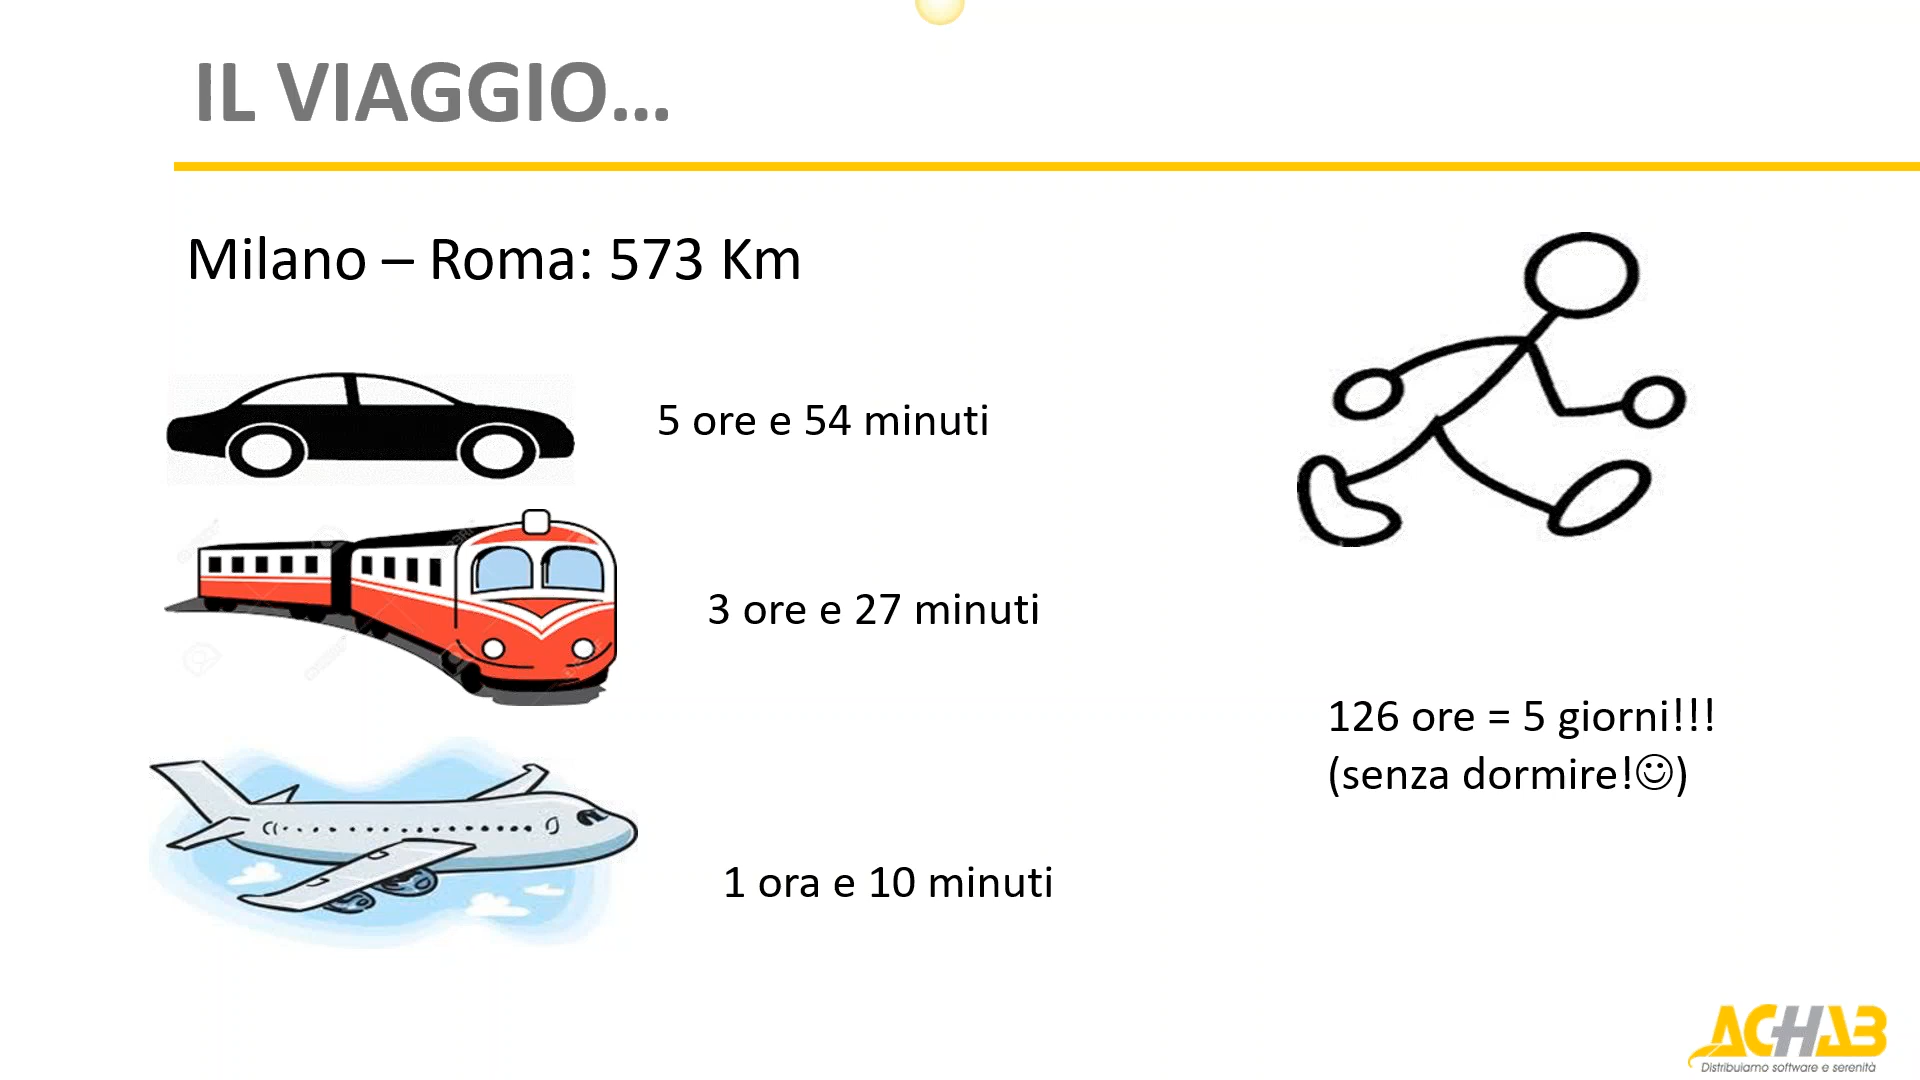 IL VIAGGIO...
Milano – Roma: 573 Km
5 ore e 54 minuti
3 ore e 27 minuti
1 ora e 10 minuti
126 ore = 5 giorni!!!
(senza dormire!☺)
ACHAB
Distribuiamo software e serenità